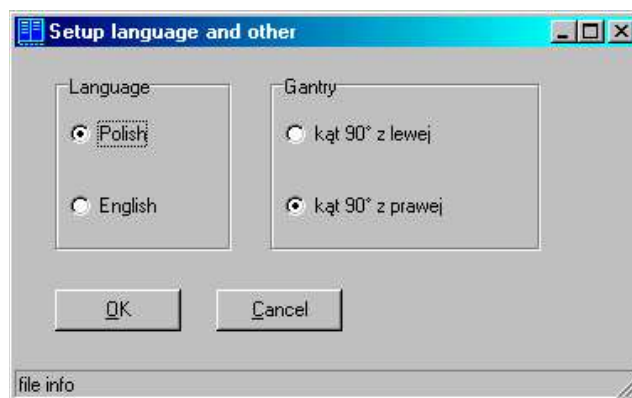 Setup language and other
Language
Polish
English
Gantry
kąt 90° z lewej
kąt 90° z prawej
OK
Cancel
file info